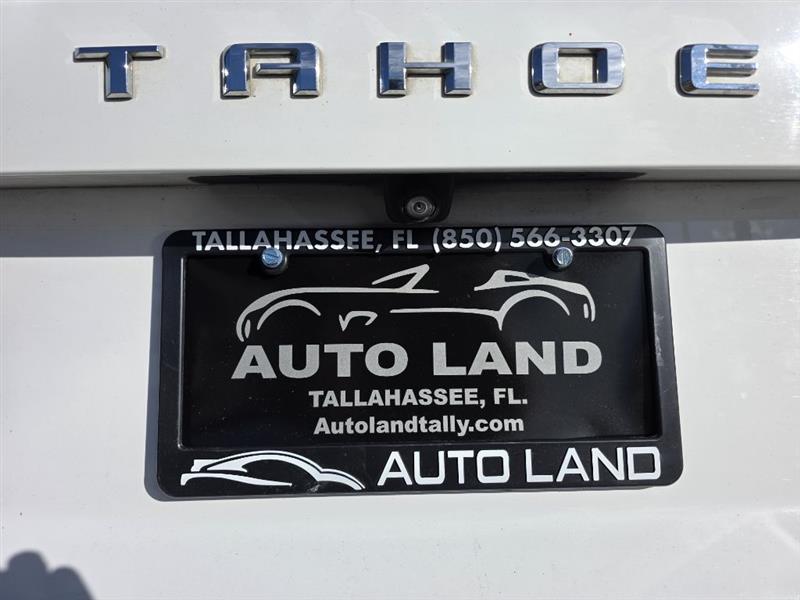 TAHOE
TALLAHASSEE, FL (850) 566-3307
AUTO LAND
TALLAHASSEE, FL.
Autolandtally.com
AUTO LAND